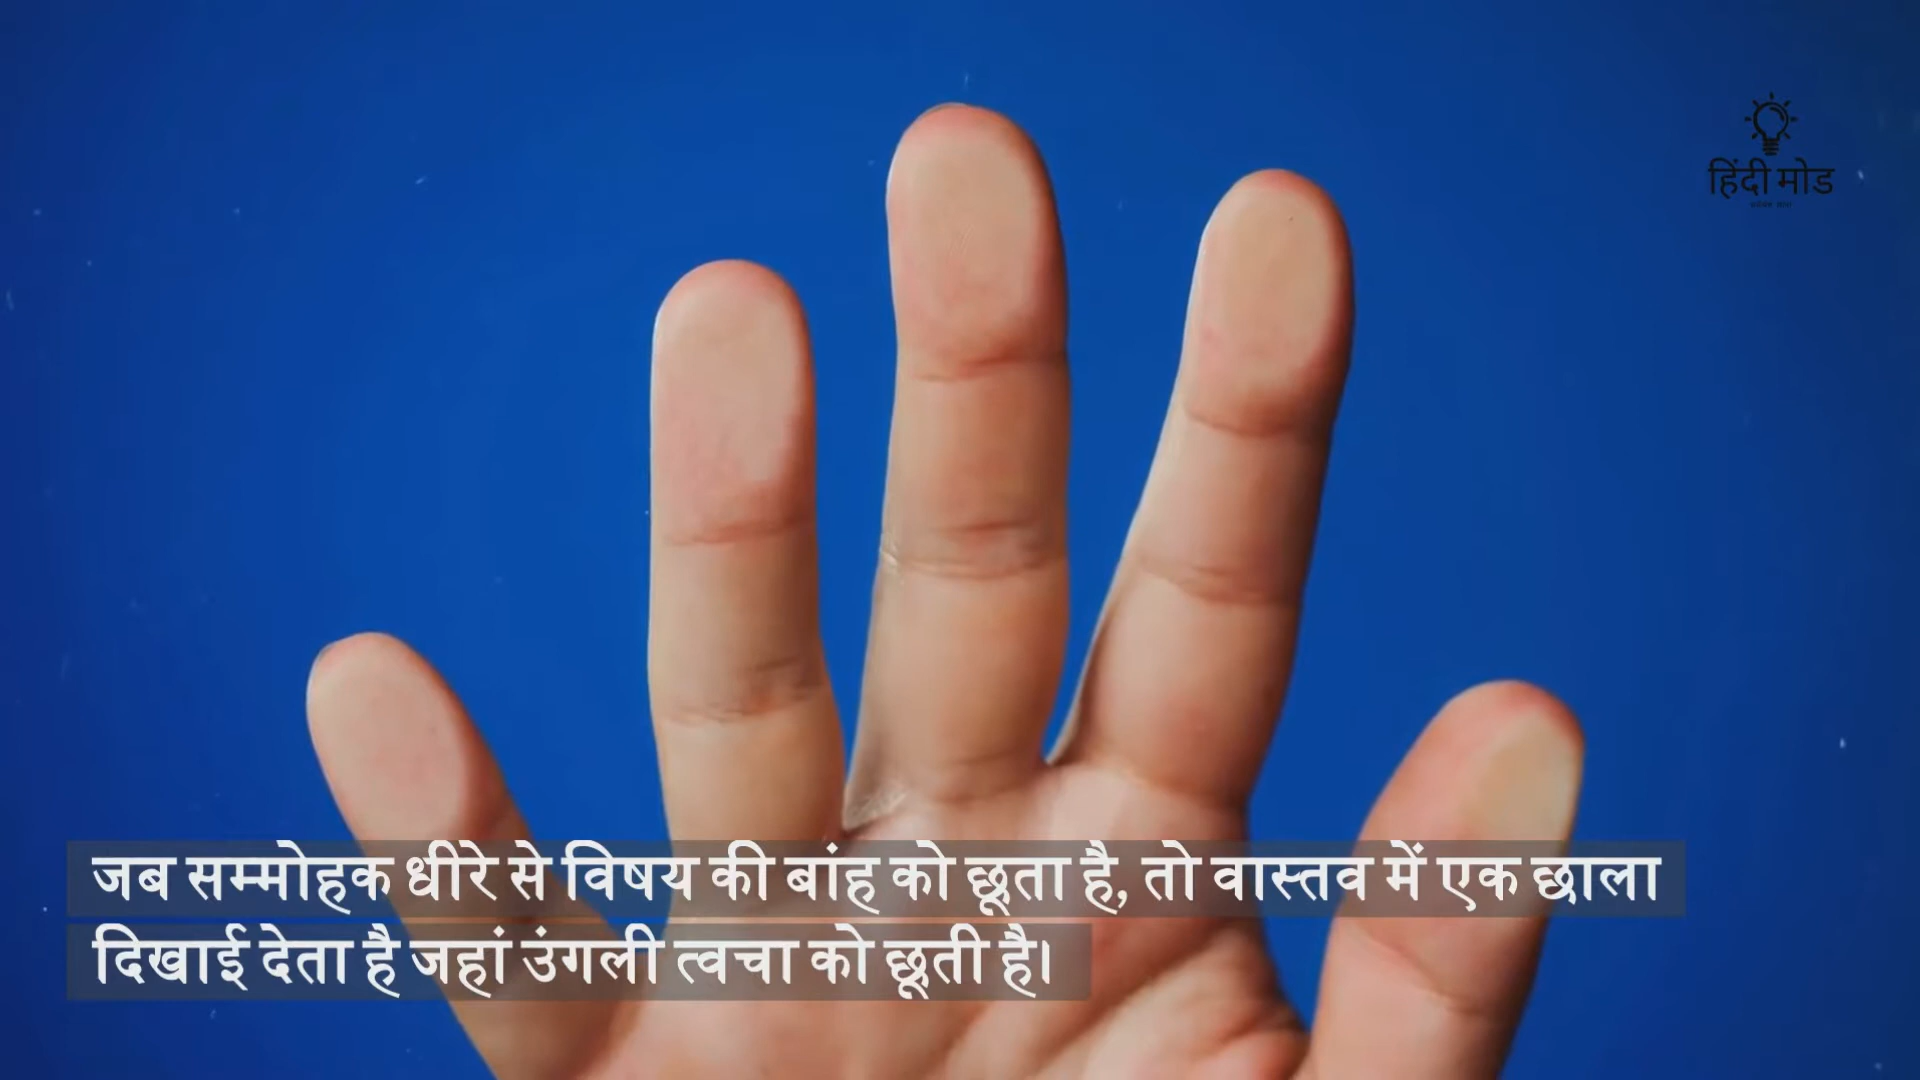 हिंदी मोड
जब सम्मोहक धीरे से विषय की बांह को छूता है, तो वास्तव में एक छाला
दिखाई देता है जहां उंगली त्वचा को छूती है।